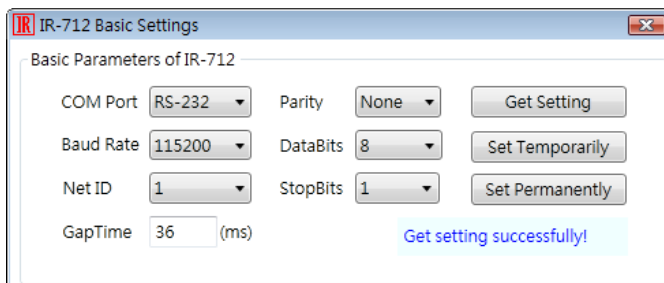 IR IR-712 Basic Settings
Basic Parameters of IR-712
COM Port RS-232 Parity None Get Setting
Baud Rate 115200 DataBits 8 Set Temporarily
Net ID 1 StopBits 1 Set Permanently
GapTime 36 (ms) Get setting successfully!